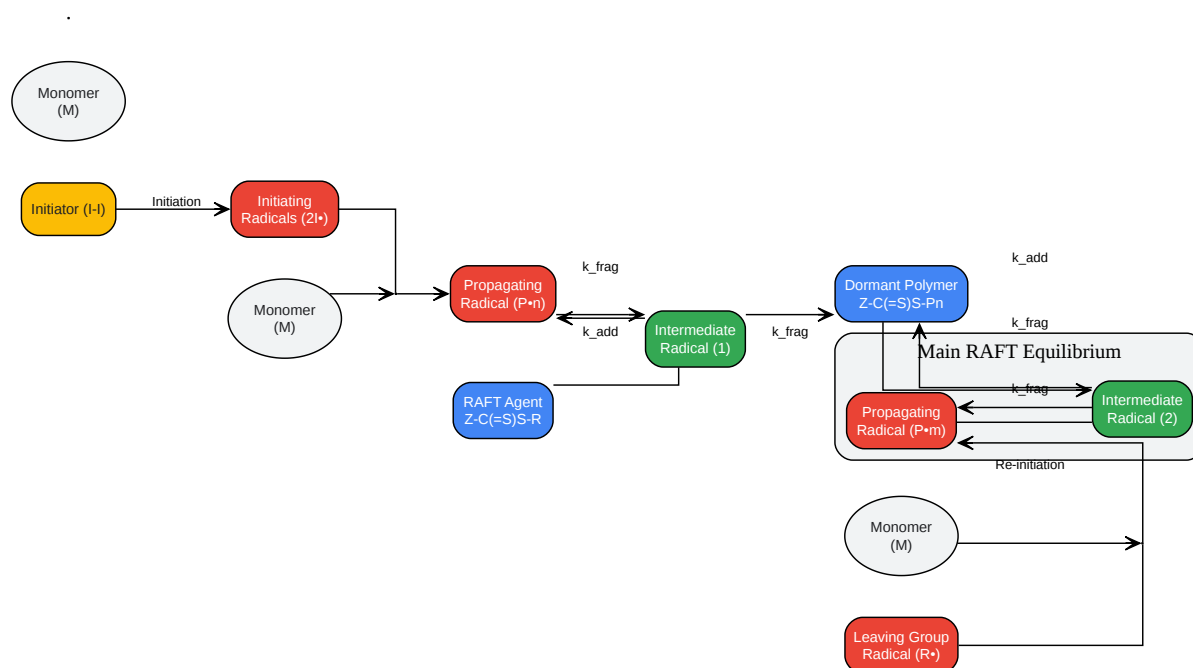 .
Monomer
(M)
Initiator (I-I)
Initiation
Initiating
Radicals (2I•)
Monomer
(M)
Propagating
Radical (P•n)
k_frag
k_add
RAFT Agent
Z-C(=S)S-R
Intermediate
Radical (1)
k_frag
Dormant Polymer
Z-C(=S)S-Pn
k_add
k_frag
Main RAFT Equilibrium
k_frag
Propagating
Radical (P•m)
Intermediate
Radical (2)
Re-initiation
Monomer
(M)
Leaving Group
Radical (R•)